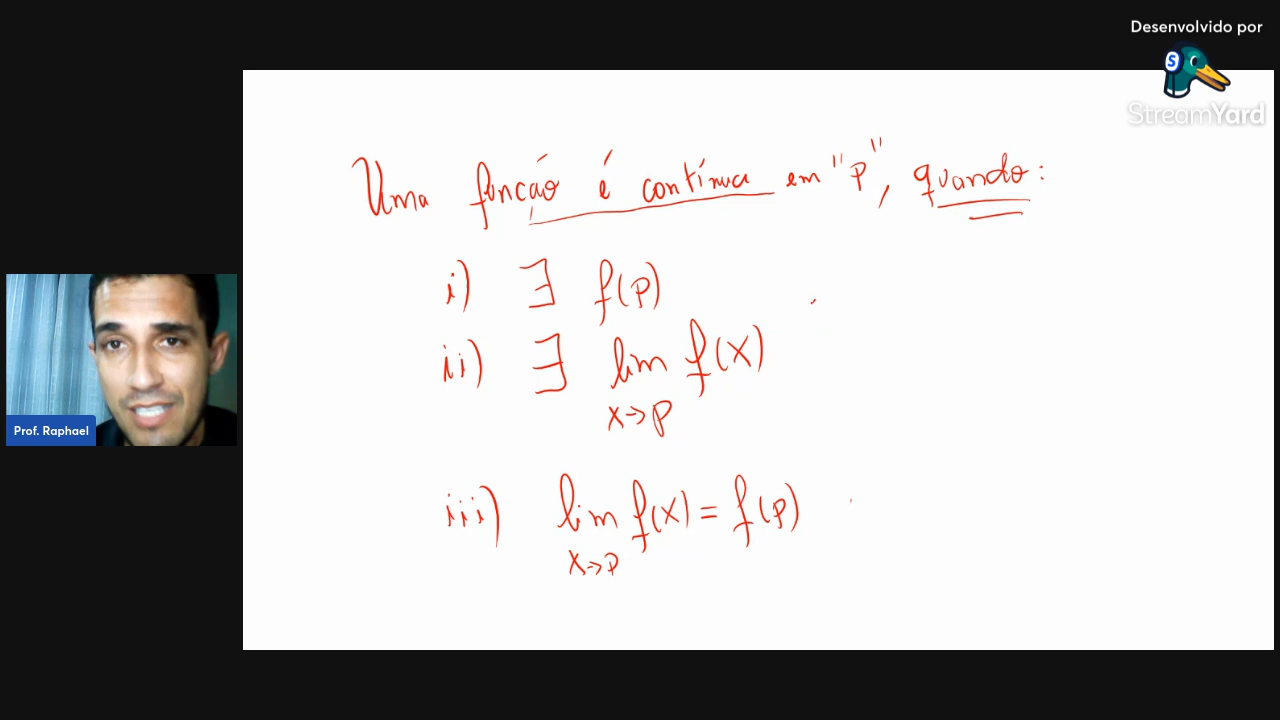 Desenvolvido por
S
StreamYard
Uma função é contínua em "p", quando:
i) ∃ f(p)
ii) ∃ lim f(x)
x→p
Prof. Raphael
iii) lim f(x) = f(p)
x→p